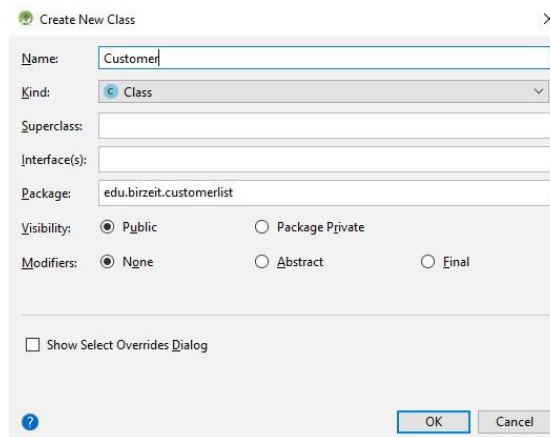 Create New Class
Name: Customer
Kind: C Class
Superclass:
Interface(s):
Package: edu.birzeit.customerlist
Visibility: Public Package Private
Modifiers: None Abstract Final
Show Select Overrides Dialog
? OK Cancel